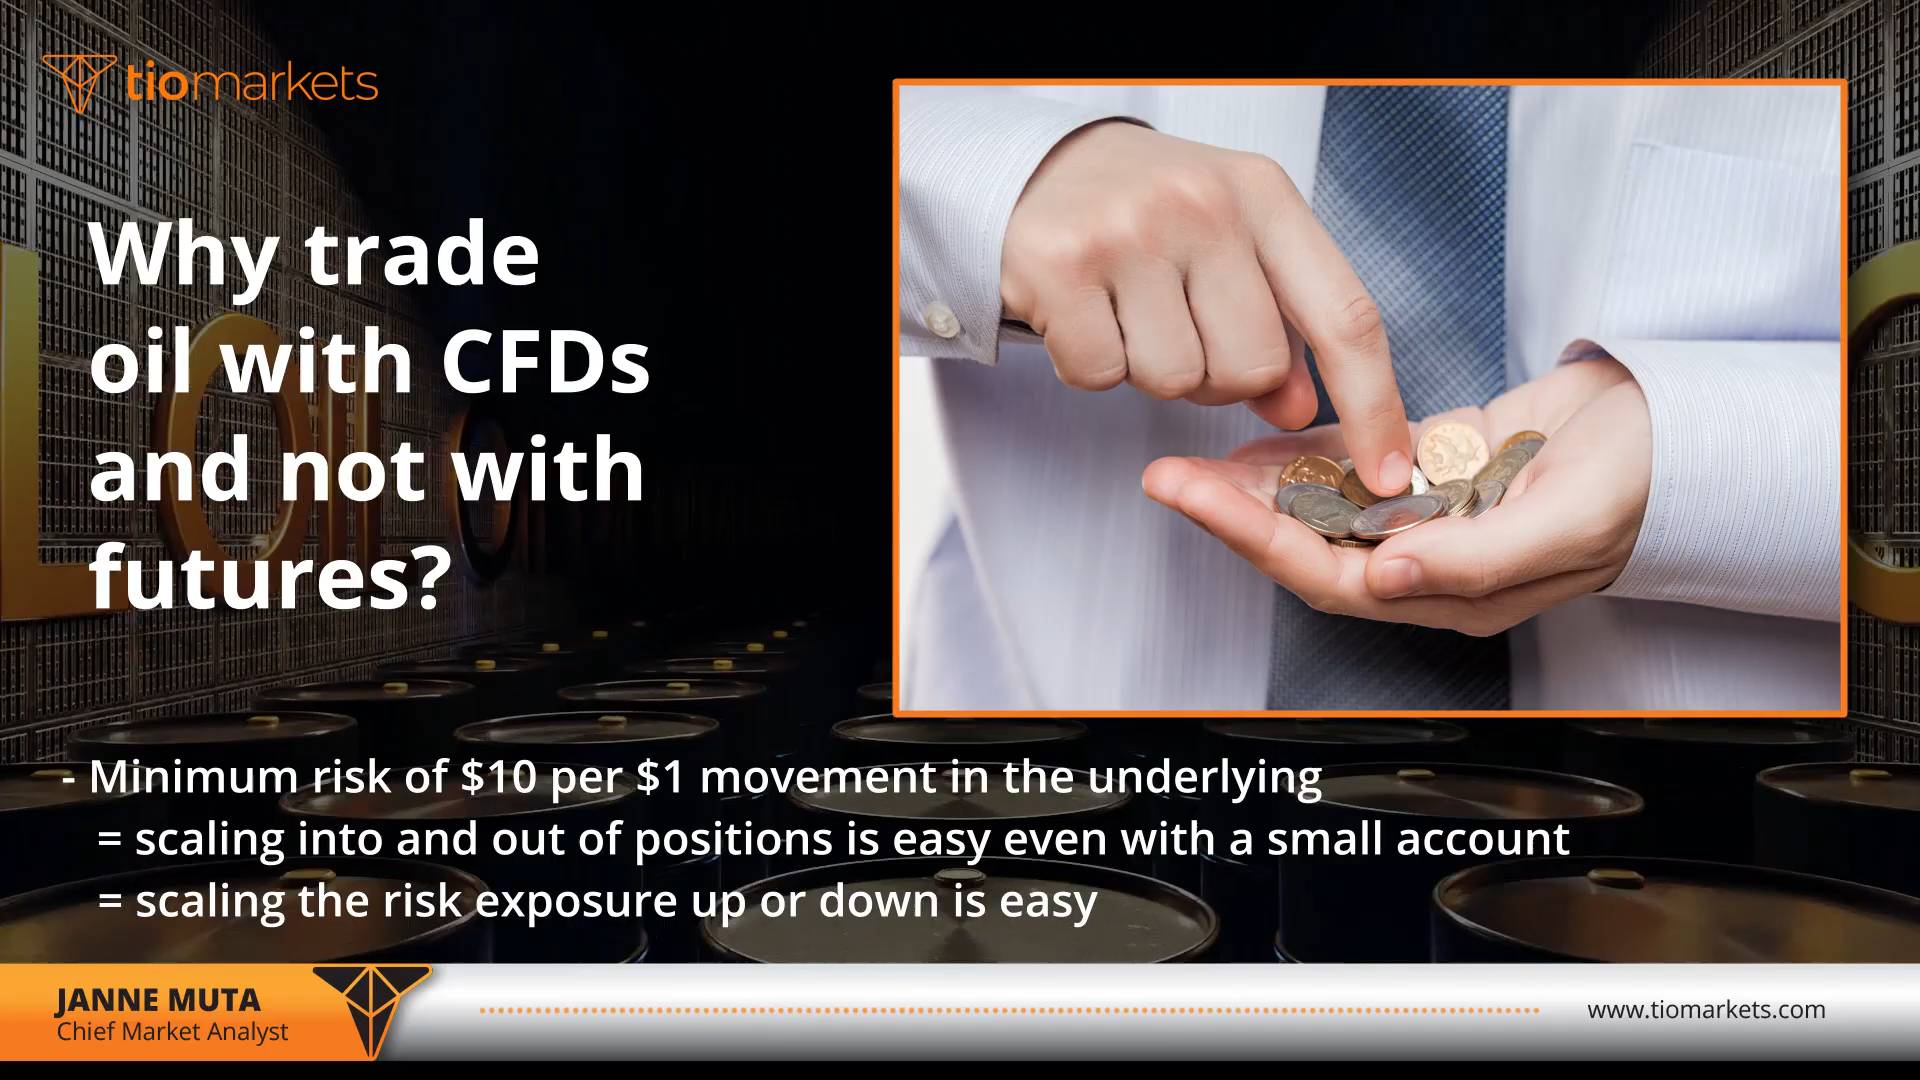 tiomarkets
Why trade
oil with CFDs
and not with
futures?
- Minimum risk of $10 per $1 movement in the underlying
= scaling into and out of positions is easy even with a small account
= scaling the risk exposure up or down is easy
JANNE MUTA
Chief Market Analyst
www.tiomarkets.com
Oil